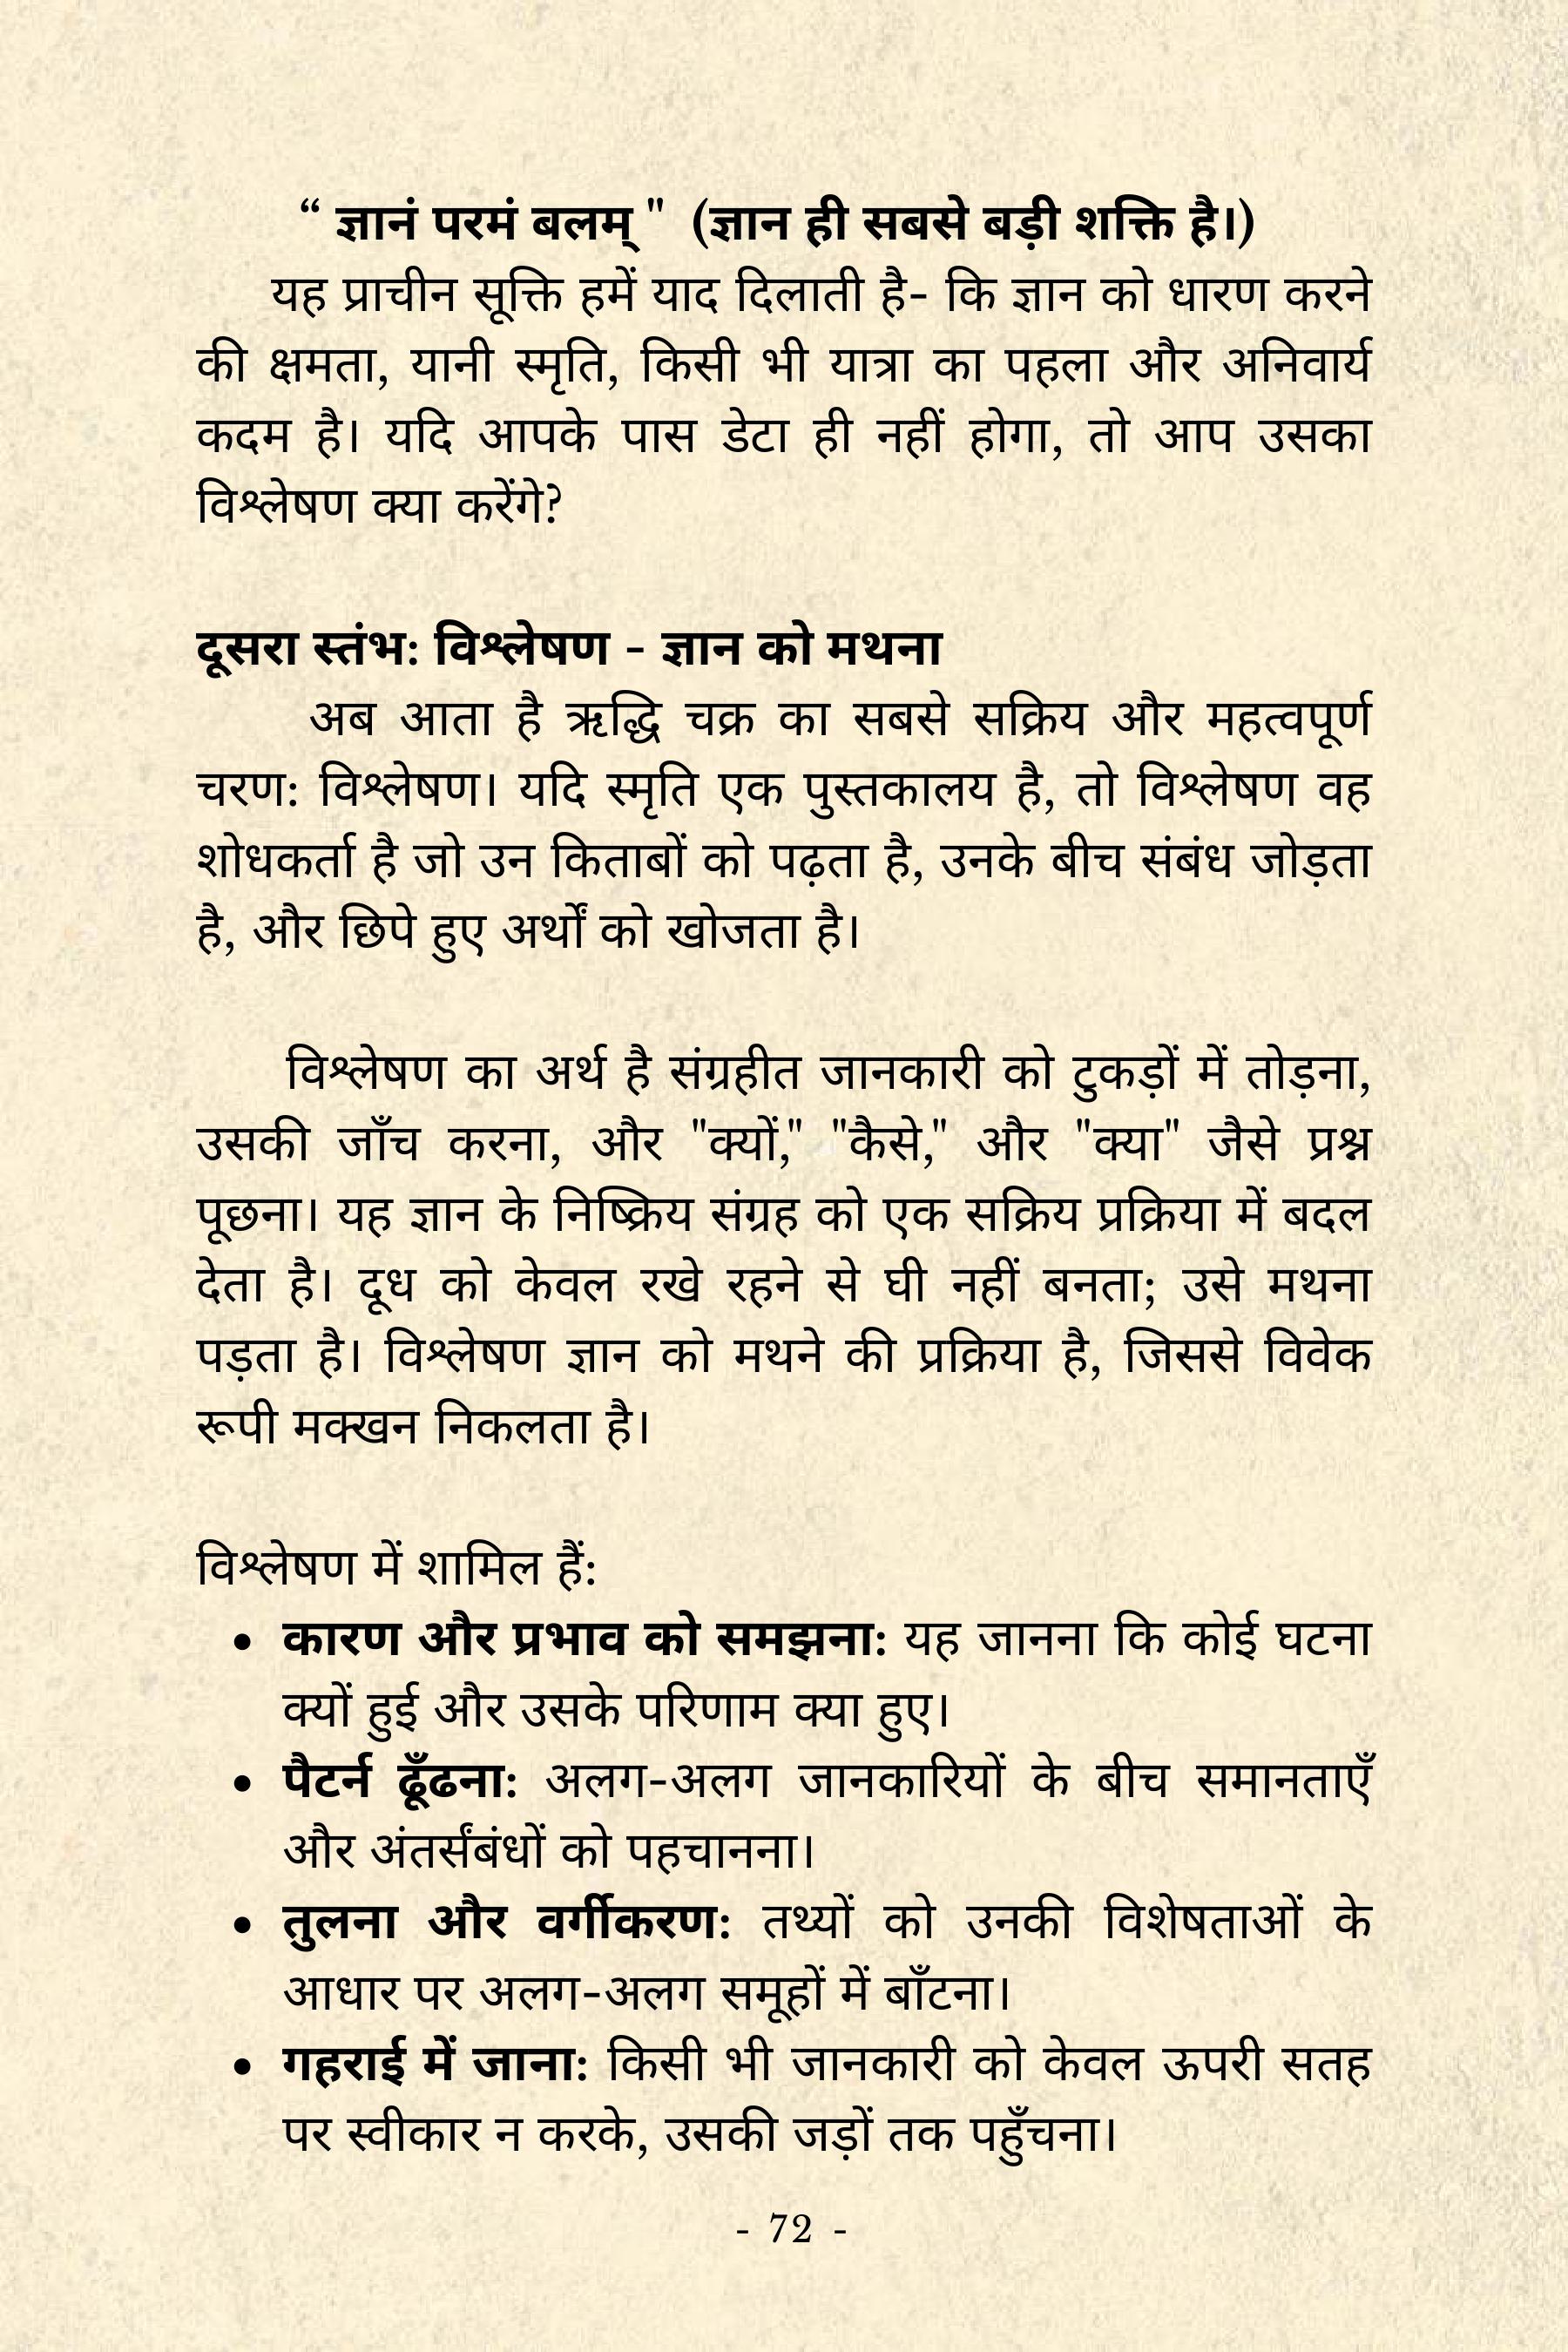 “ ज्ञानं परमं बलम् " (ज्ञान ही सबसे बड़ी शक्ति है।)
यह प्राचीन सूक्ति हमें याद दिलाती है- कि ज्ञान को धारण करने
की क्षमता, यानी स्मृति, किसी भी यात्रा का पहला और अनिवार्य
कदम है। यदि आपके पास डेटा ही नहीं होगा, तो आप उसका
विश्लेषण क्या करेंगे?
दूसरा स्तंभ: विश्लेषण - ज्ञान को मथना
अब आता है ऋद्धि चक्र का सबसे सक्रिय और महत्वपूर्ण
चरण: विश्लेषण। यदि स्मृति एक पुस्तकालय है, तो विश्लेषण वह
शोधकर्ता है जो उन किताबों को पढ़ता है, उनके बीच संबंध जोड़ता
है, और छिपे हुए अर्थों को खोजता है।
विश्लेषण का अर्थ है संग्रहीत जानकारी को टुकड़ों में तोड़ना,
उसकी जाँच करना, और "क्यों," "कैसे," और "क्या" जैसे प्रश्न
पूछना। यह ज्ञान के निष्क्रिय संग्रह को एक सक्रिय प्रक्रिया में बदल
देता है। दूध को केवल रखे रहने से घी नहीं बनता; उसे मथना
पड़ता है। विश्लेषण ज्ञान को मथने की प्रक्रिया है, जिससे विवेक
रूपी मक्खन निकलता है।
विश्लेषण में शामिल हैं:
• कारण और प्रभाव को समझना: यह जानना कि कोई घटना
क्यों हुई और उसके परिणाम क्या हुए।
• पैटर्न ढूँढना: अलग-अलग जानकारियों के बीच समानताएँ
और अंतर्संबंधों को पहचानना।
• तुलना और वर्गीकरण: तथ्यों को उनकी विशेषताओं के
आधार पर अलग-अलग समूहों में बाँटना।
• गहराई में जाना: किसी भी जानकारी को केवल ऊपरी सतह
पर स्वीकार न करके, उसकी जड़ों तक पहुँचना।
- 72 -